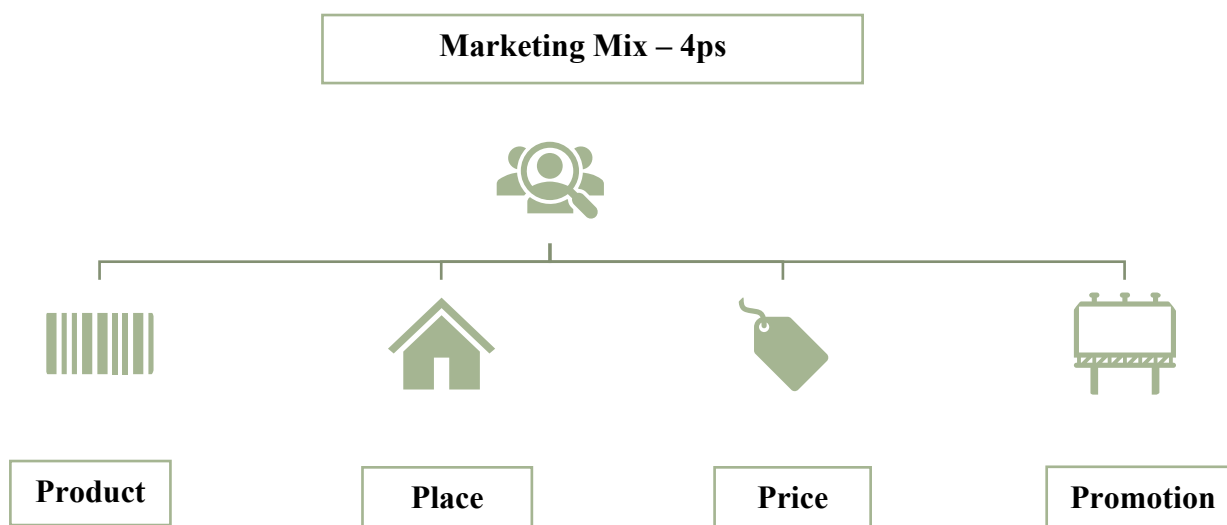 Marketing Mix – 4ps
Product
Place
Price
Promotion